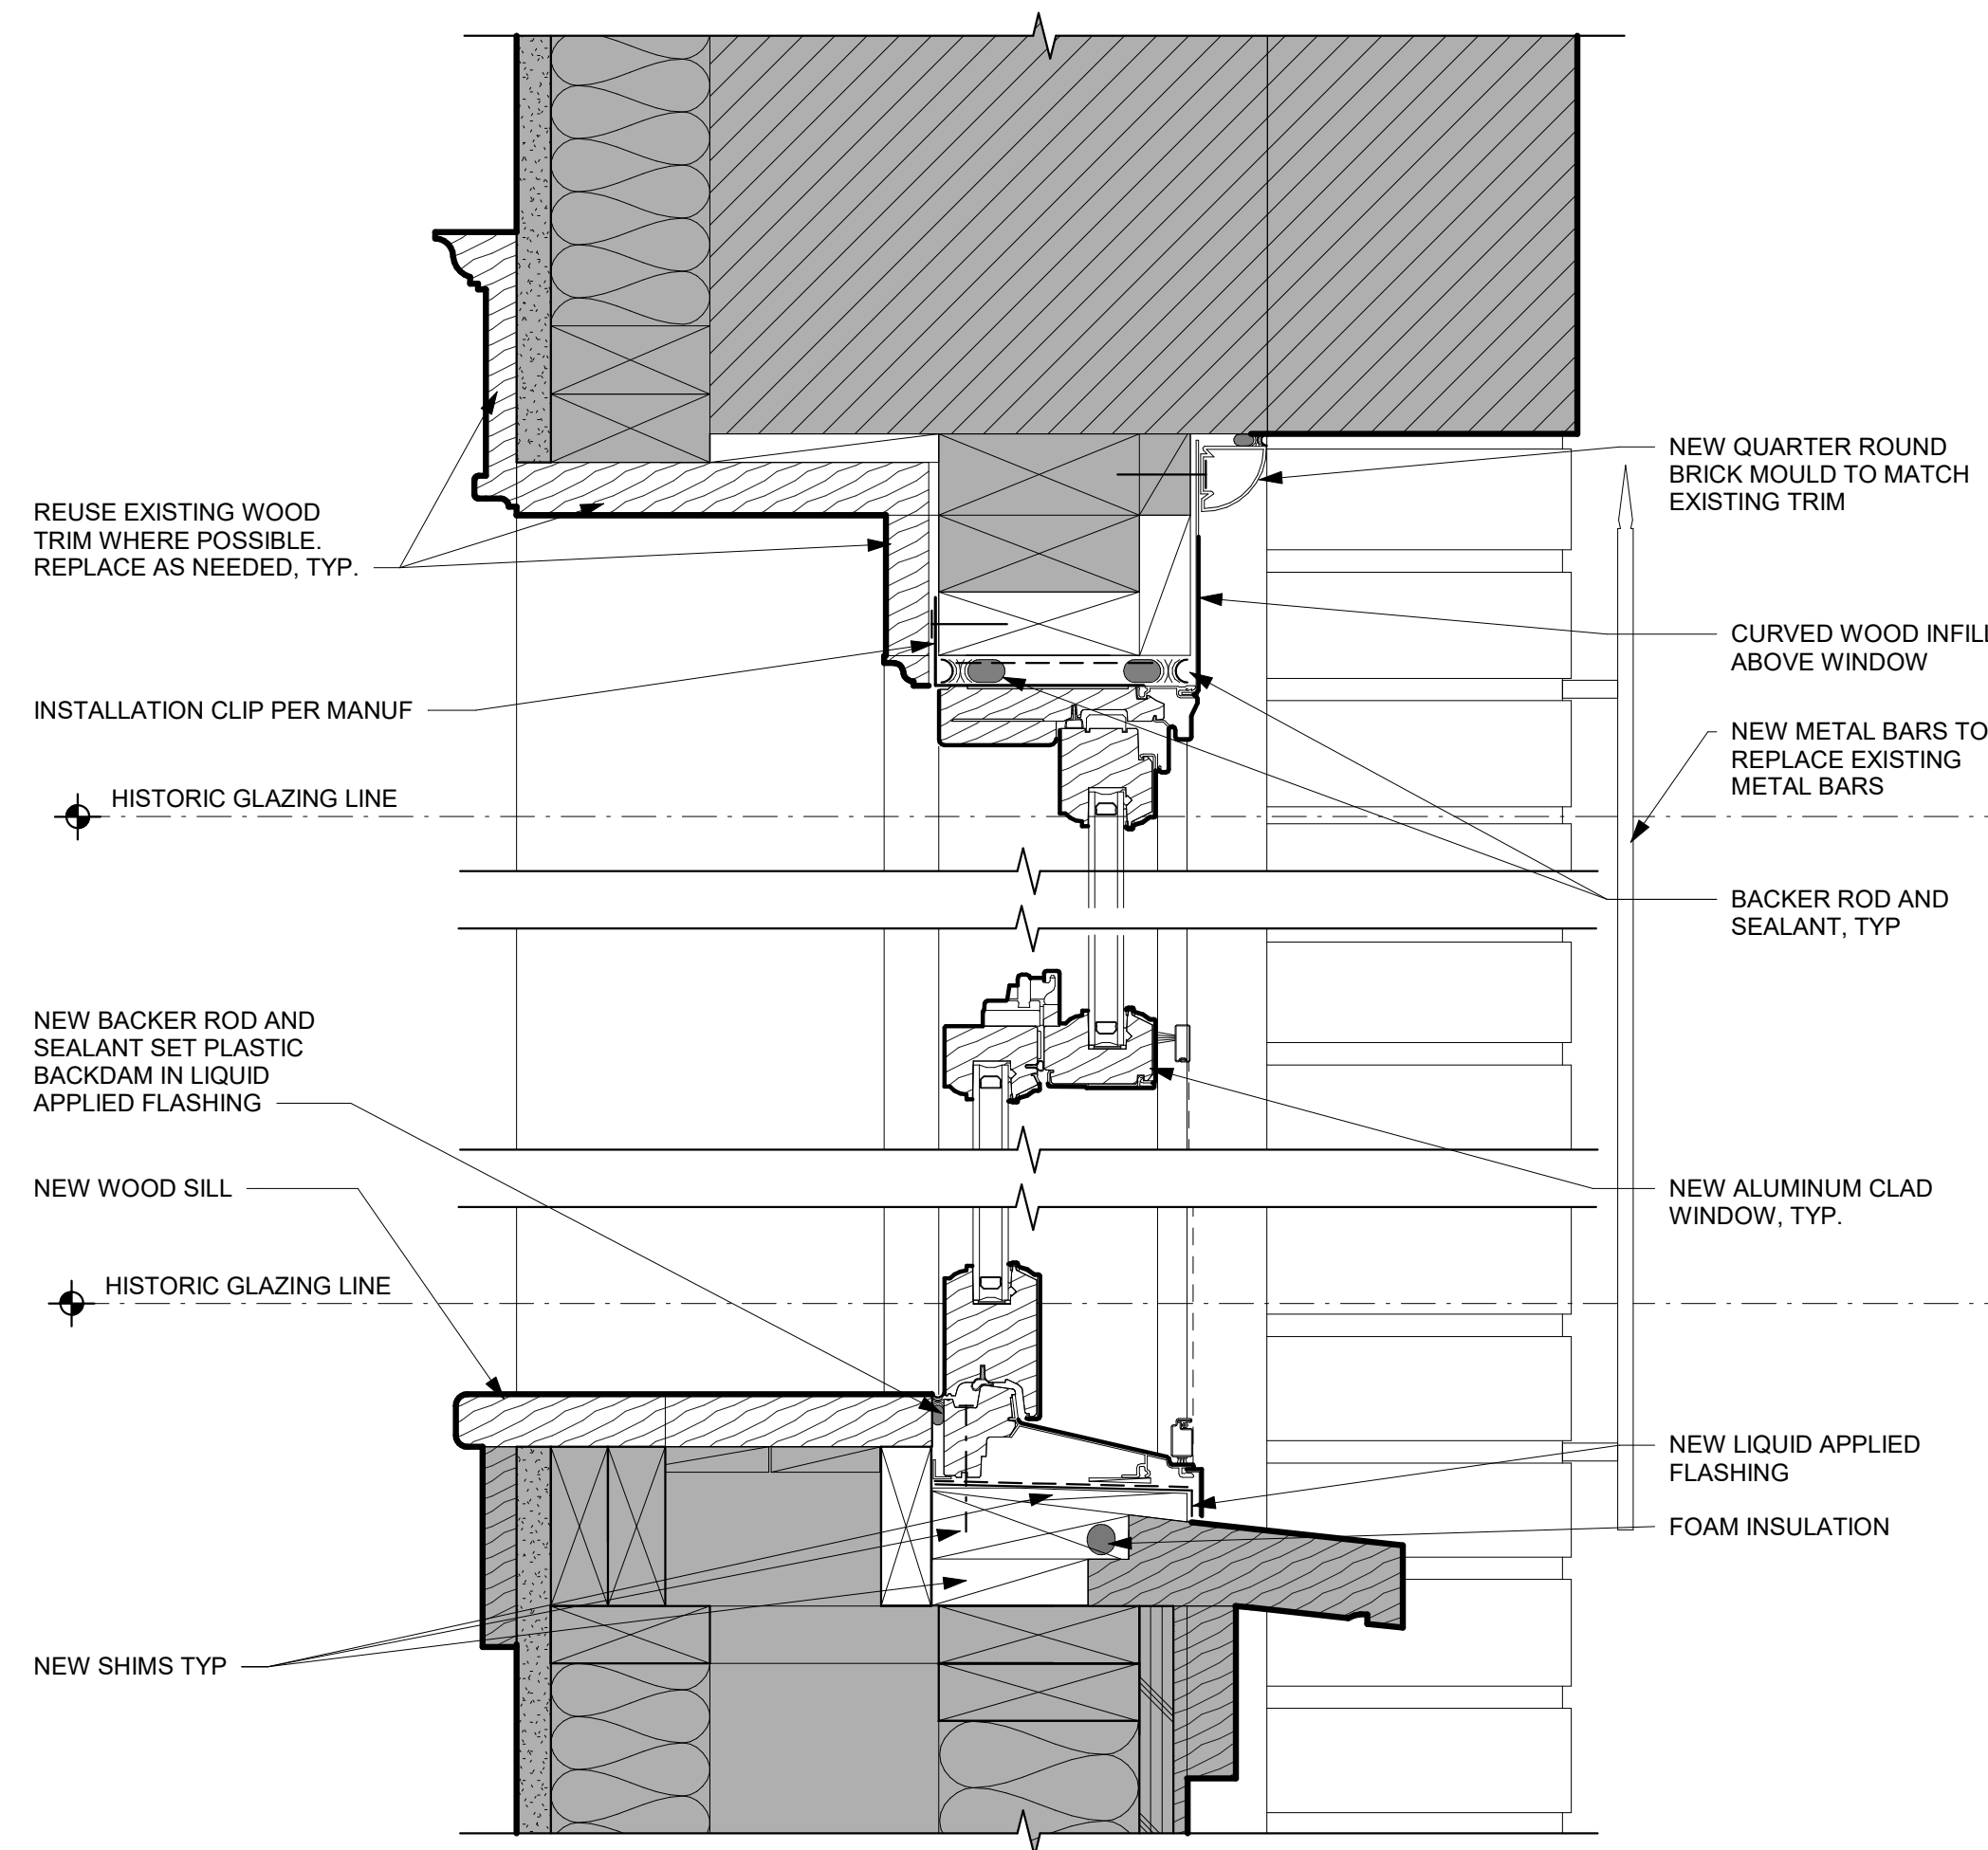 REUSE EXISTING WOOD
TRIM WHERE POSSIBLE.
REPLACE AS NEEDED, TYP.
INSTALLATION CLIP PER MANUF
HISTORIC GLAZING LINE
NEW BACKER ROD AND
SEALANT SET PLASTIC
BACKDAM IN LIQUID
APPLIED FLASHING
NEW WOOD SILL
HISTORIC GLAZING LINE
NEW SHIMS TYP
NEW QUARTER ROUND
BRICK MOULD TO MATCH
EXISTING TRIM
CURVED WOOD INFILL
ABOVE WINDOW
NEW METAL BARS TO
REPLACE EXISTING
METAL BARS
BACKER ROD AND
SEALANT, TYP
NEW ALUMINUM CLAD
WINDOW, TYP.
NEW LIQUID APPLIED
FLASHING
FOAM INSULATION